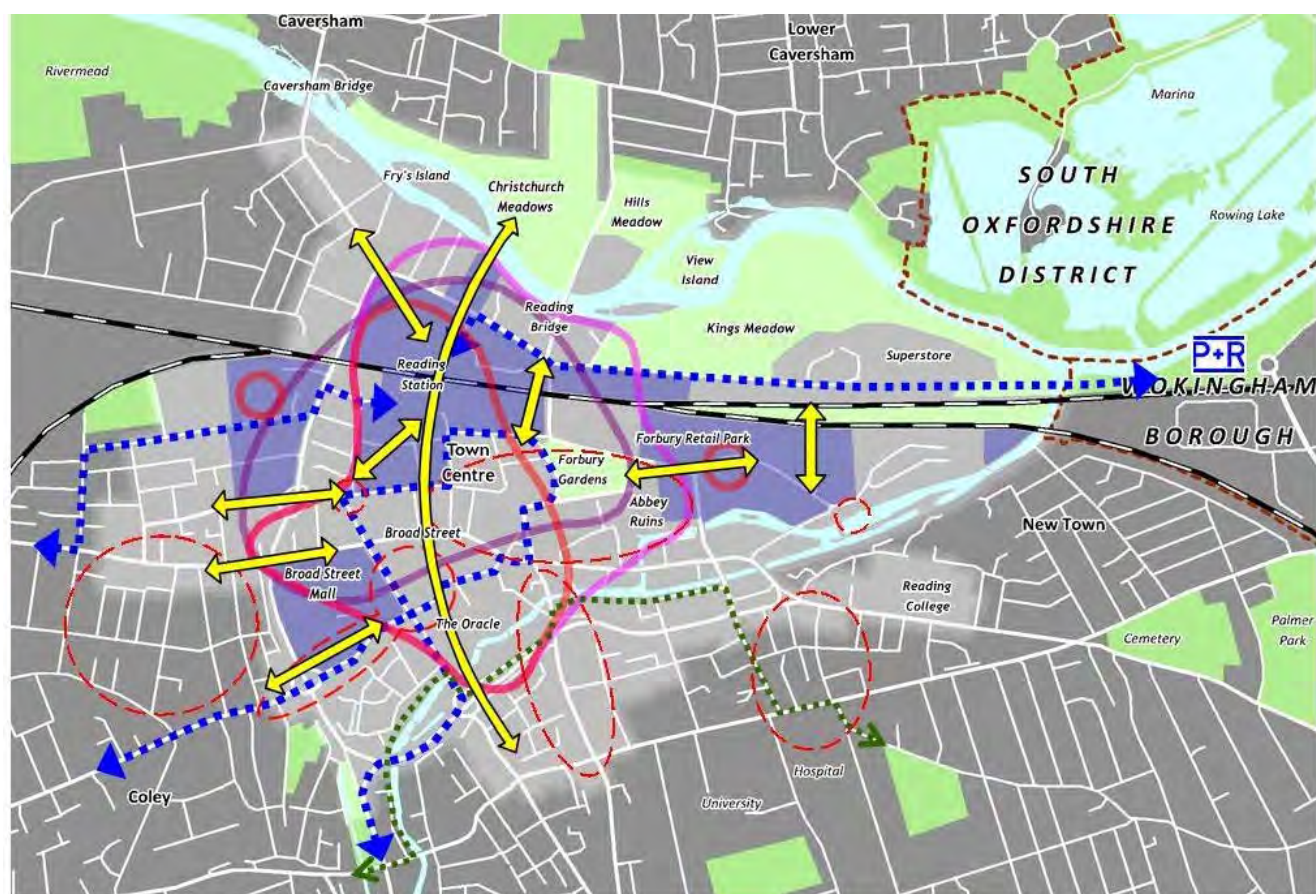 Caversham
Lower
Caversham
Rivermead
Caversham Bridge
Marina
Fry's Island
Christchurch
Meadows
Hills
Meadow
SOUTH
OXFORDSHIRE
DISTRICT
Rowing Lake
View
Island
Reading
Bridge
Kings Meadow
Superstore
P+R
Reading
Station
WOKINGHAM
BOROUGH
Town
Centre
Forbury
Gardens
Forbury Retail Park
Abbey
Ruins
New Town
Broad Street
Broad Street
Mall
Reading
College
The Oracle
Cemetery
Palmer
Park
Coley
Hospital
University